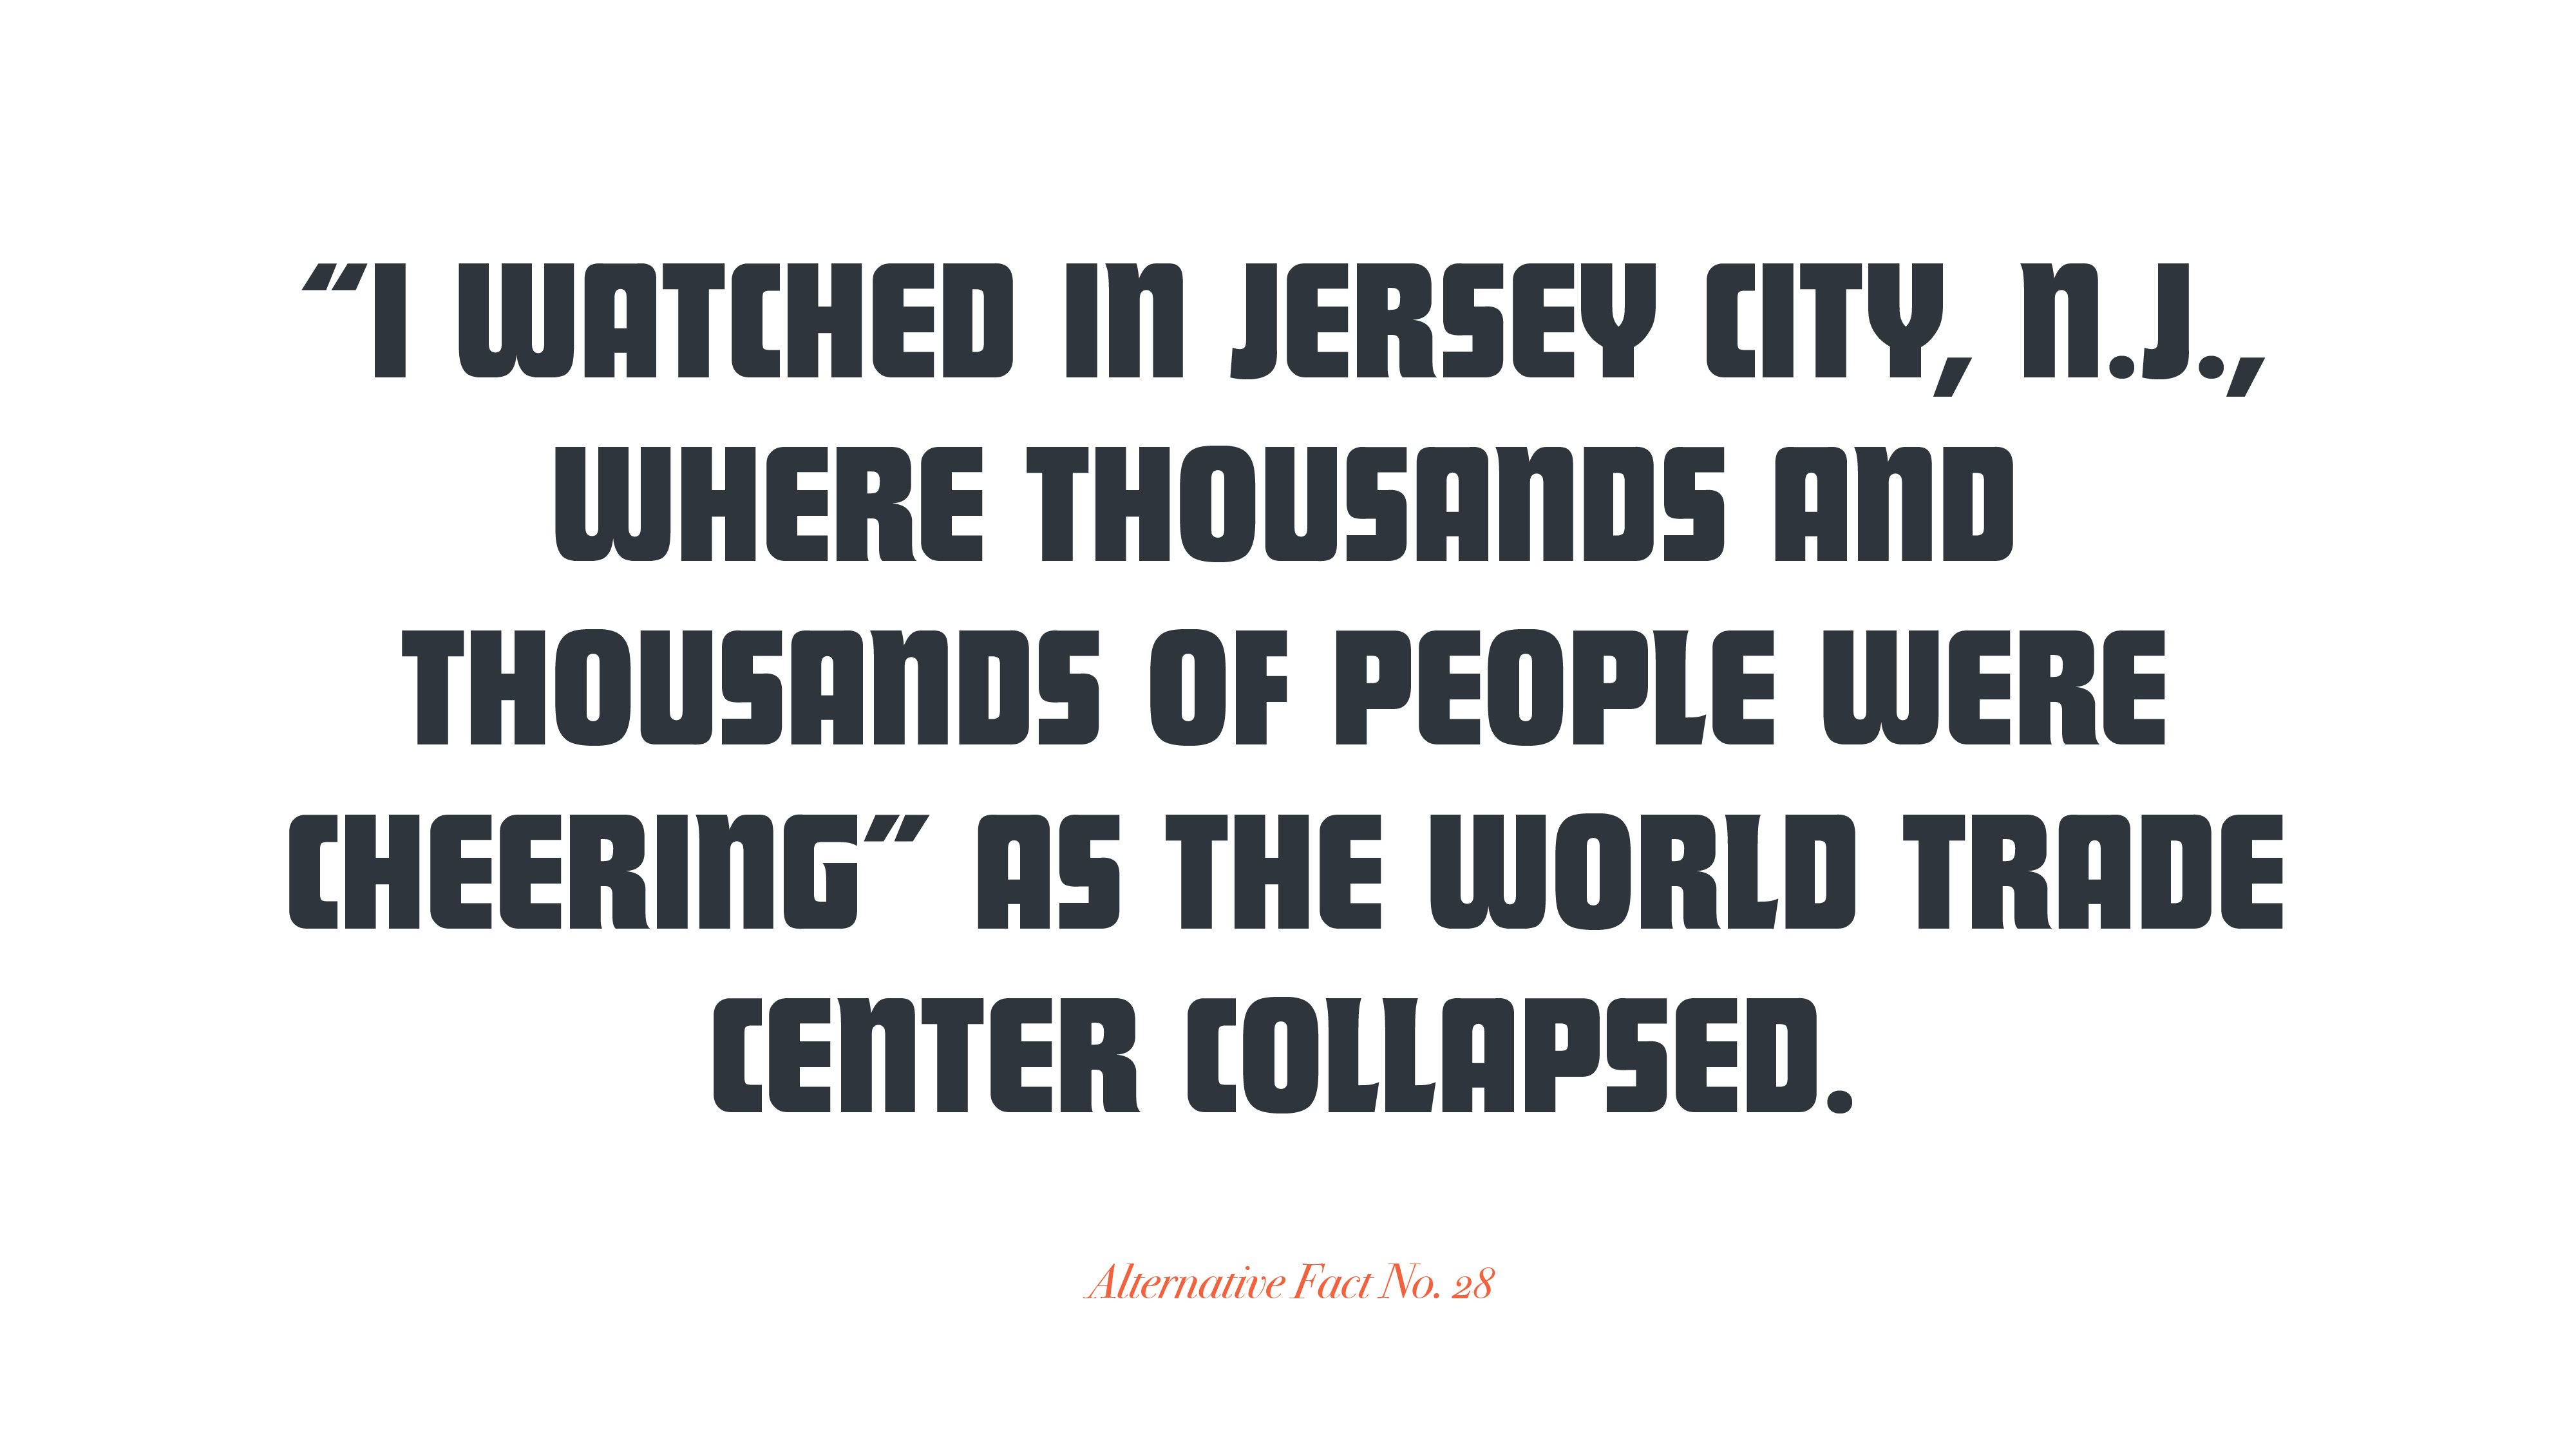 "I WATCHED IN JERSEY CITY, N.J.,
WHERE THOUSANDS AND
THOUSANDS OF PEOPLE WERE
CHEERING" AS THE WORLD TRADE
CENTER COLLAPSED.
Alternative Fact No. 28